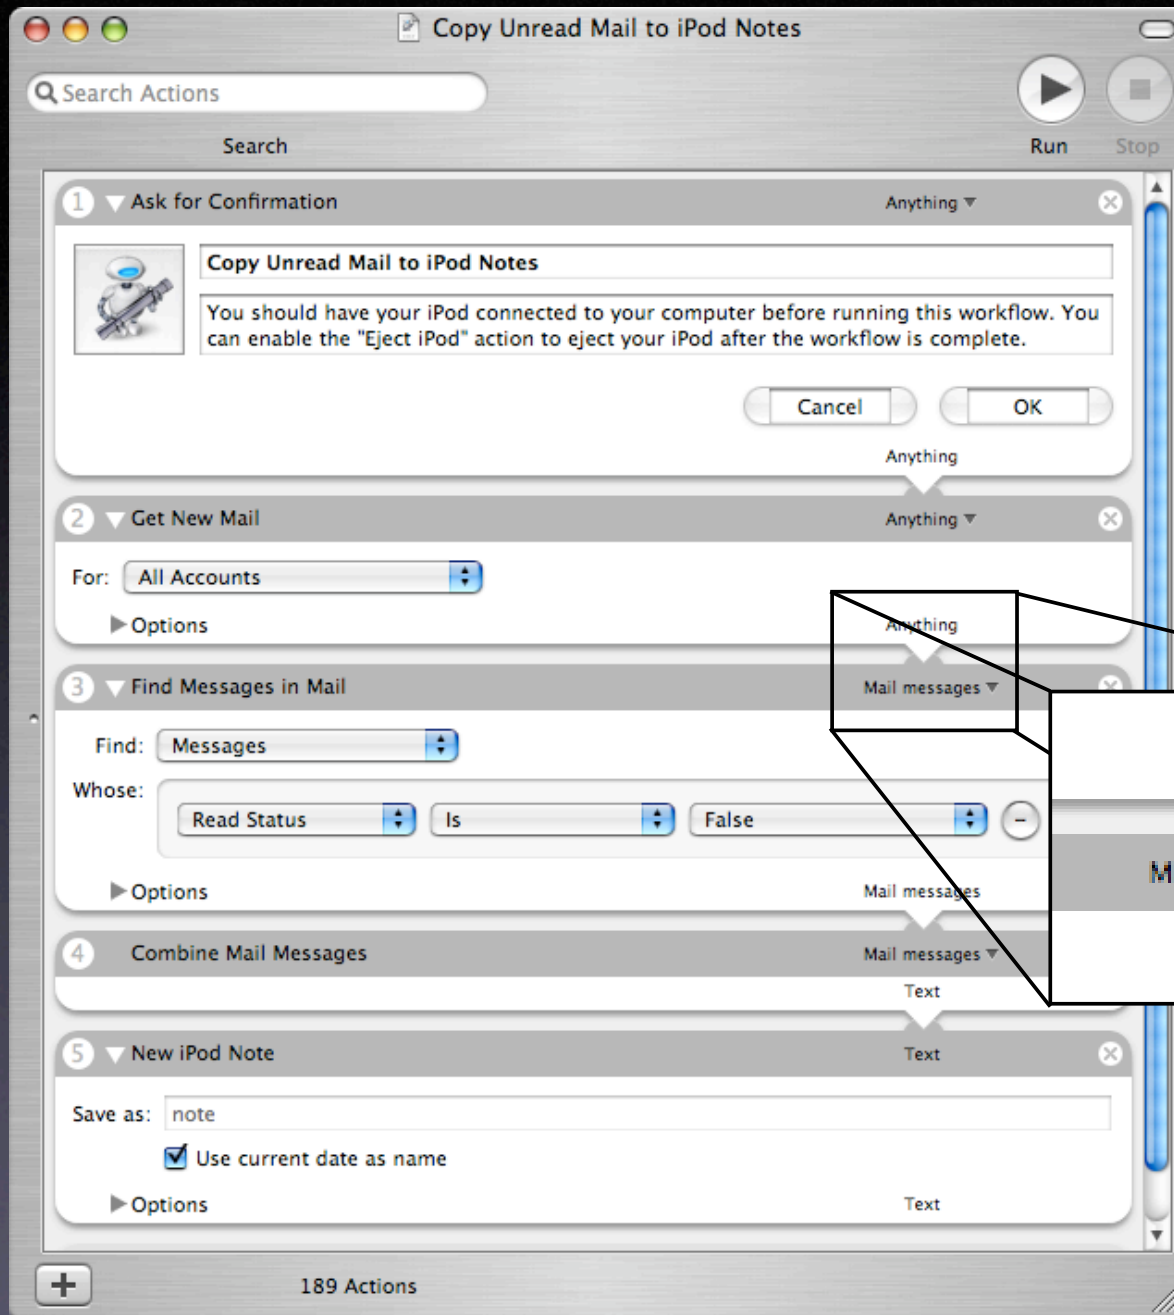 Copy Unread Mail to iPod Notes
Search Actions
Search
Run
Stop
1 Ask for Confirmation Anything
Copy Unread Mail to iPod Notes
You should have your iPod connected to your computer before running this workflow. You
can enable the "Eject iPod" action to eject your iPod after the workflow is complete.
Cancel OK
Anything
2 Get New Mail Anything
For: All Accounts
Options Anything
3 Find Messages in Mail Mail messages
Find: Messages
Whose:
Read Status Is False
Options Mail messages
4 Combine Mail Messages Mail messages
Text
5 New iPod Note Text
Save as: note
Use current date as name
Options Text
189 Actions